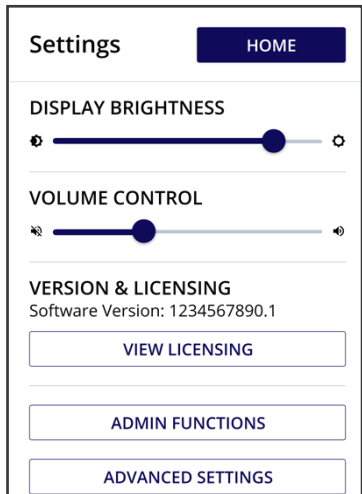 Settings
HOME
DISPLAY BRIGHTNESS
VOLUME CONTROL
VERSION & LICENSING
Software Version: 1234567890.1
VIEW LICENSING
ADMIN FUNCTIONS
ADVANCED SETTINGS